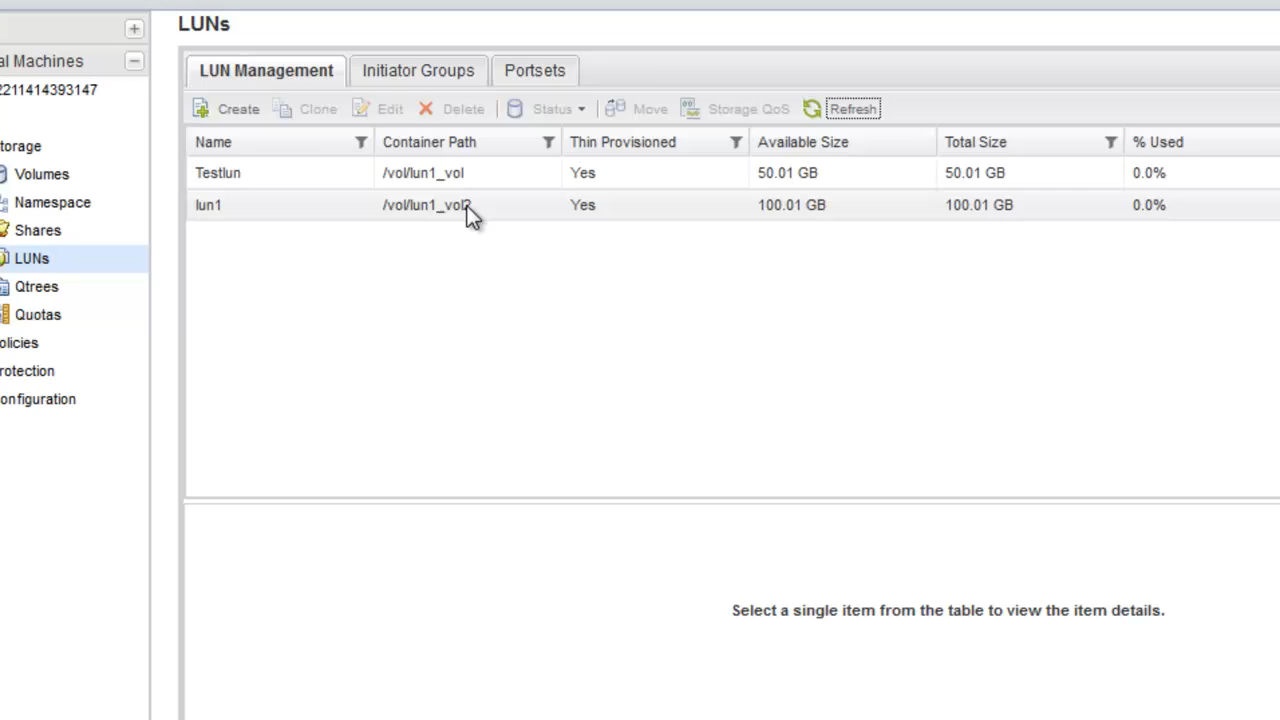 LUNs
al Machines
2211414393147
torage
Volumes
Namespace
Shares
LUNs
Qtrees
Quotas
olicies
rotection
onfiguration
LUN Management Initiator Groups Portsets
Create Clone Edit Delete Status Move Storage QoS Refresh
Name Container Path Thin Provisioned Available Size Total Size % Used
Testlun /vol/lun1_vol Yes 50.01 GB 50.01 GB 0.0%
lun1 /vol/lun1_vol2 Yes 100.01 GB 100.01 GB 0.0%
Select a single item from the table to view the item details.